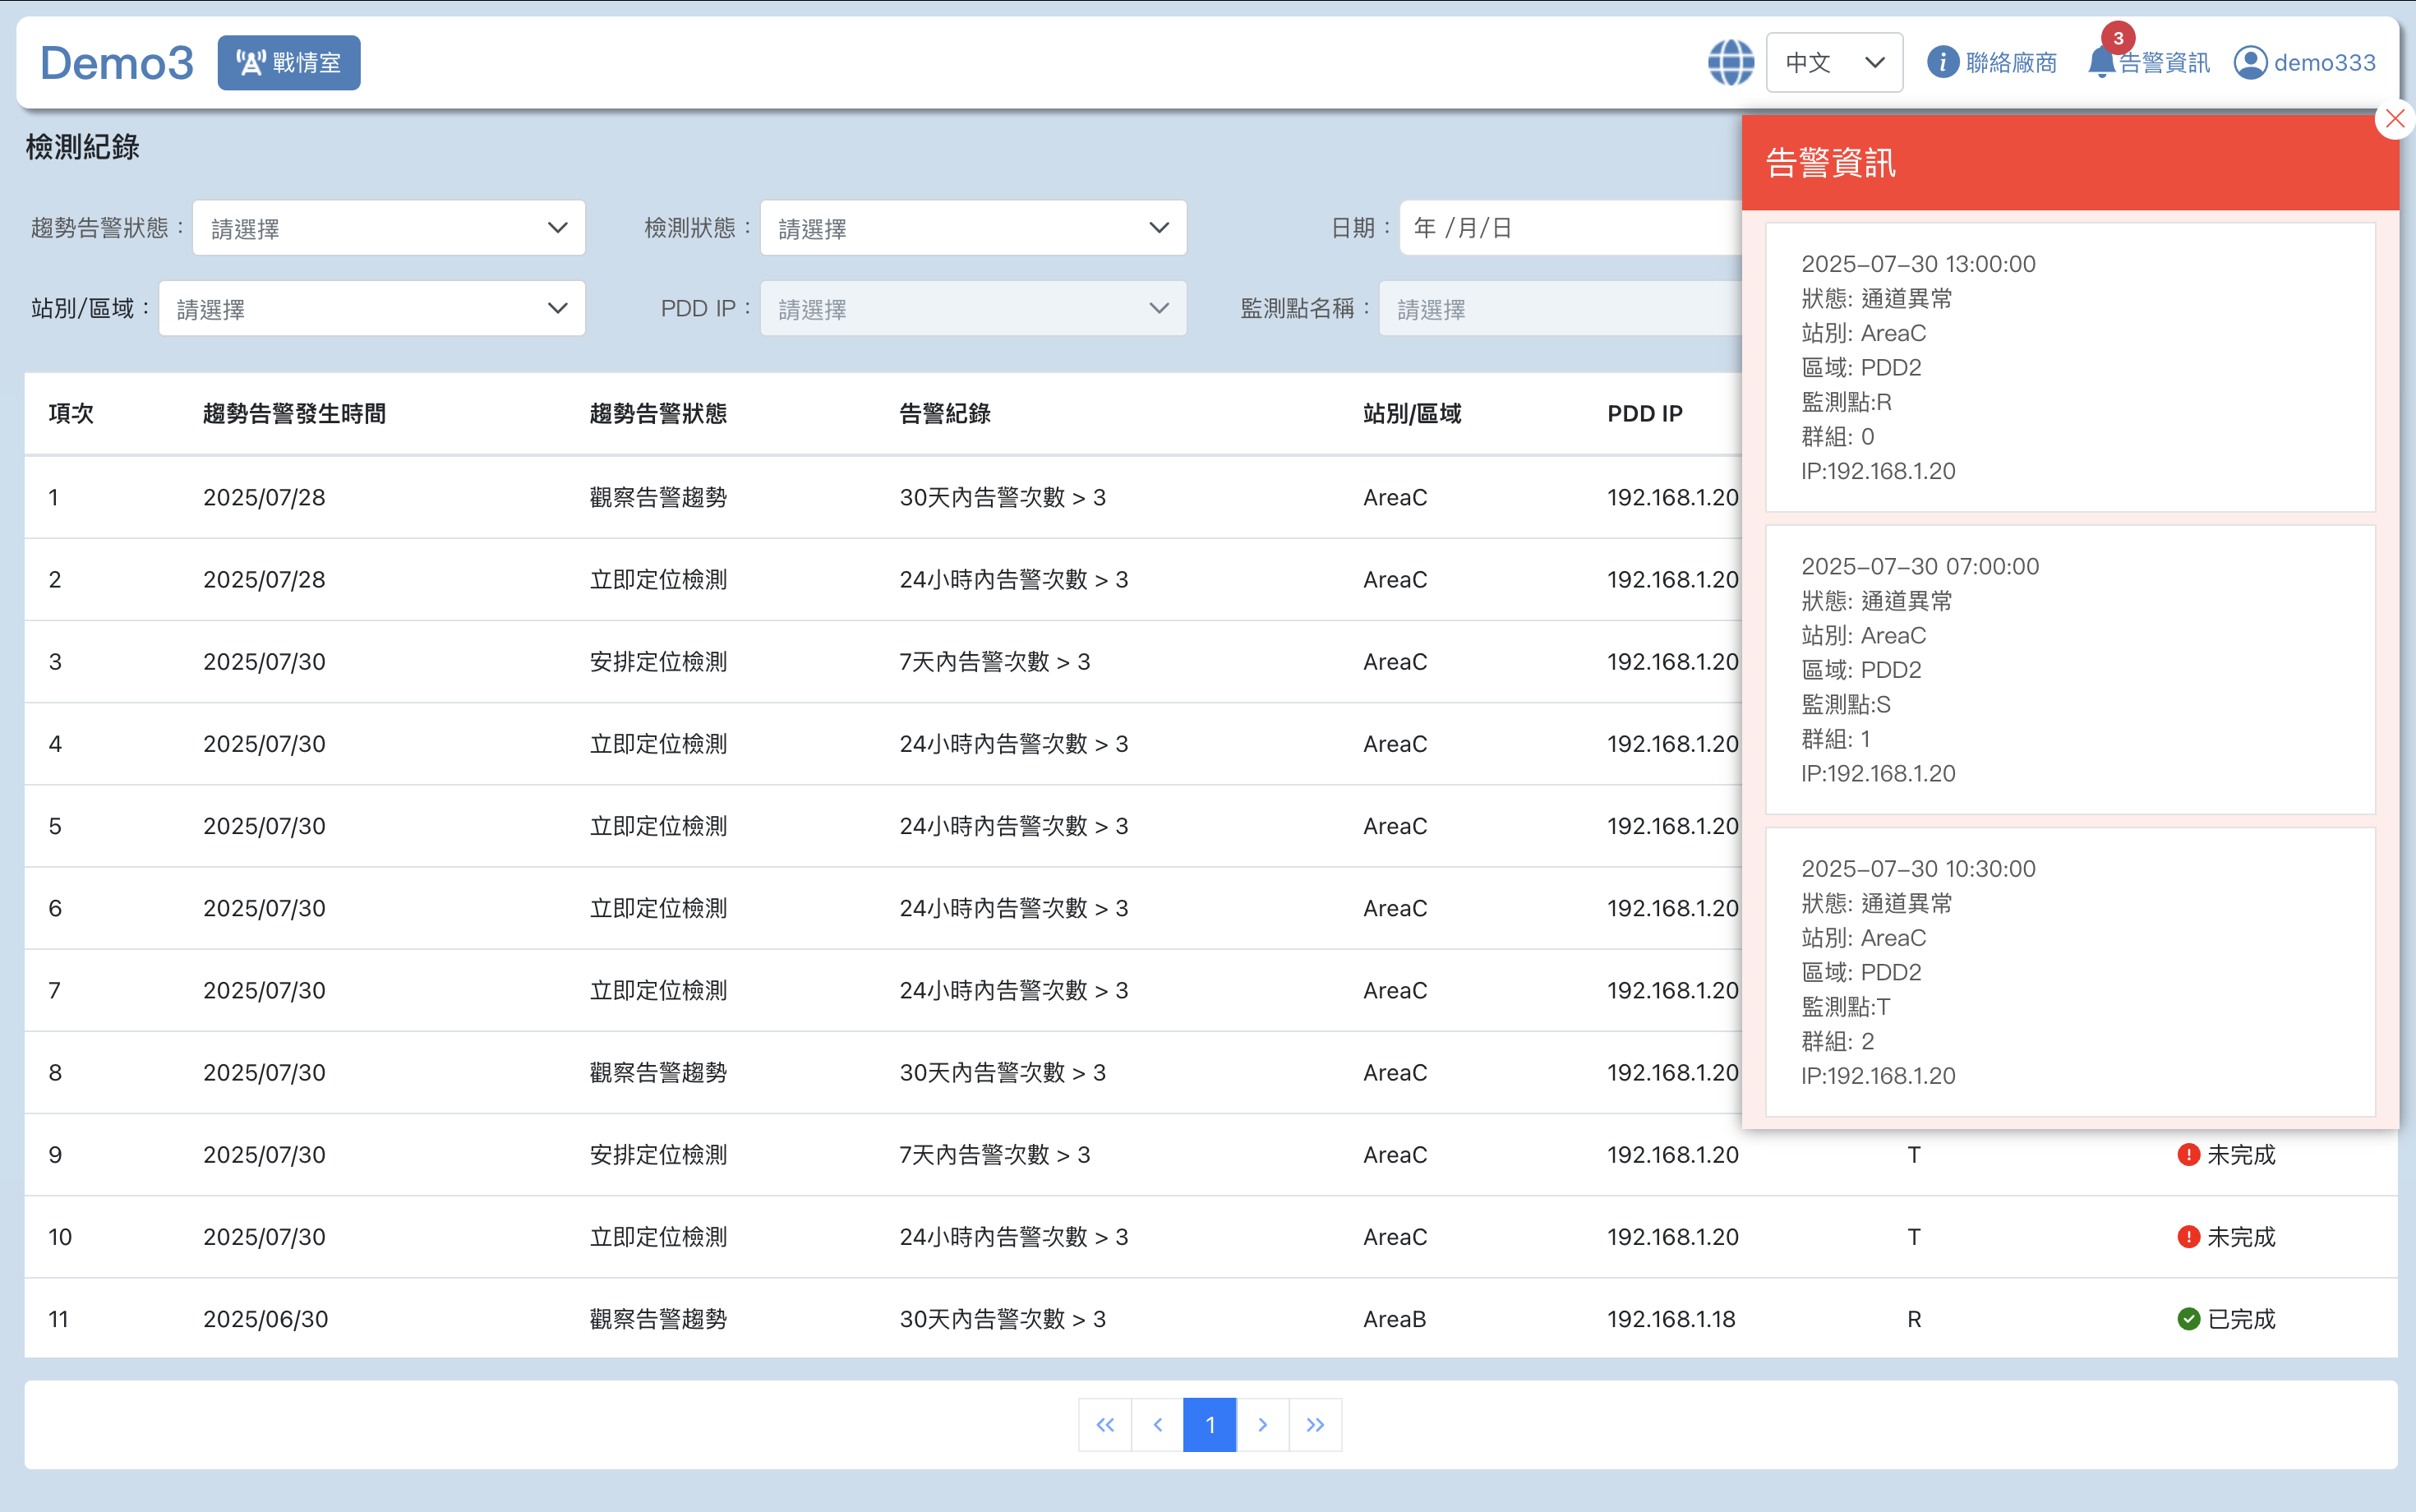 Demo3 戰情室 中文 聯絡廠商 3 告警資訊 demo333
檢測紀錄
趨勢告警狀態 : 請選擇 檢測狀態 : 請選擇 日期 : 年 /月/日
站別/區域 : 請選擇 PDD IP : 請選擇 監測點名稱 : 請選擇
項次 趨勢告警發生時間 趨勢告警狀態 告警紀錄 站別/區域 PDD IP
1 2025/07/28 觀察告警趨勢 30天內告警次數 > 3 AreaC 192.168.1.20
2 2025/07/28 立即定位檢測 24小時內告警次數 > 3 AreaC 192.168.1.20
3 2025/07/30 安排定位檢測 7天內告警次數 > 3 AreaC 192.168.1.20
4 2025/07/30 立即定位檢測 24小時內告警次數 > 3 AreaC 192.168.1.20
5 2025/07/30 立即定位檢測 24小時內告警次數 > 3 AreaC 192.168.1.20
6 2025/07/30 立即定位檢測 24小時內告警次數 > 3 AreaC 192.168.1.20
7 2025/07/30 立即定位檢測 24小時內告警次數 > 3 AreaC 192.168.1.20
8 2025/07/30 觀察告警趨勢 30天內告警次數 > 3 AreaC 192.168.1.20
9 2025/07/30 安排定位檢測 7天內告警次數 > 3 AreaC 192.168.1.20 T 未完成
10 2025/07/30 立即定位檢測 24小時內告警次數 > 3 AreaC 192.168.1.20 T 未完成
11 2025/06/30 觀察告警趨勢 30天內告警次數 > 3 AreaB 192.168.1.18 R 已完成
« ‹ 1 › »
告警資訊
2025-07-30 13:00:00
狀態: 通道異常
站別: AreaC
區域: PDD2
監測點:R
群組: 0
IP:192.168.1.20
2025-07-30 07:00:00
狀態: 通道異常
站別: AreaC
區域: PDD2
監測點:S
群組: 1
IP:192.168.1.20
2025-07-30 10:30:00
狀態: 通道異常
站別: AreaC
區域: PDD2
監測點:T
群組: 2
IP:192.168.1.20